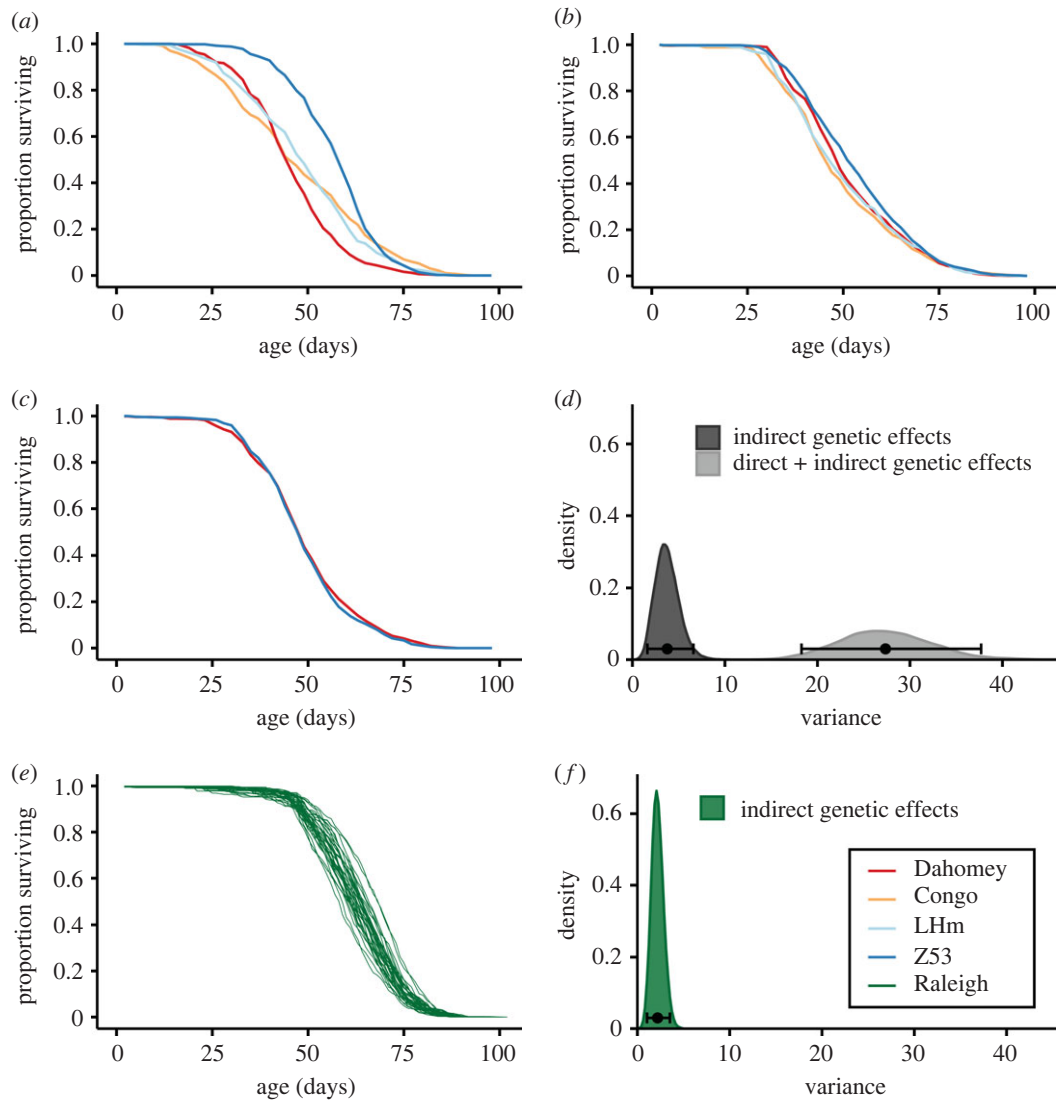 (a)
proportion surviving
1.0
0.8
0.6
0.4
0.2
0
0 25 50 75 100
age (days)
(b)
proportion surviving
1.0
0.8
0.6
0.4
0.2
0
0 25 50 75 100
age (days)
(c)
proportion surviving
1.0
0.8
0.6
0.4
0.2
0
0 25 50 75 100
age (days)
(d)
density
0.6
0.4
0.2
0
indirect genetic effects
direct + indirect genetic effects
0 10 20 30 40
variance
(e)
proportion surviving
1.0
0.8
0.6
0.4
0.2
0
0 25 50 75 100
age (days)
(f)
density
0.6
0.4
0.2
0
indirect genetic effects
Dahomey
Congo
LHm
Z53
Raleigh
0 10 20 30 40
variance